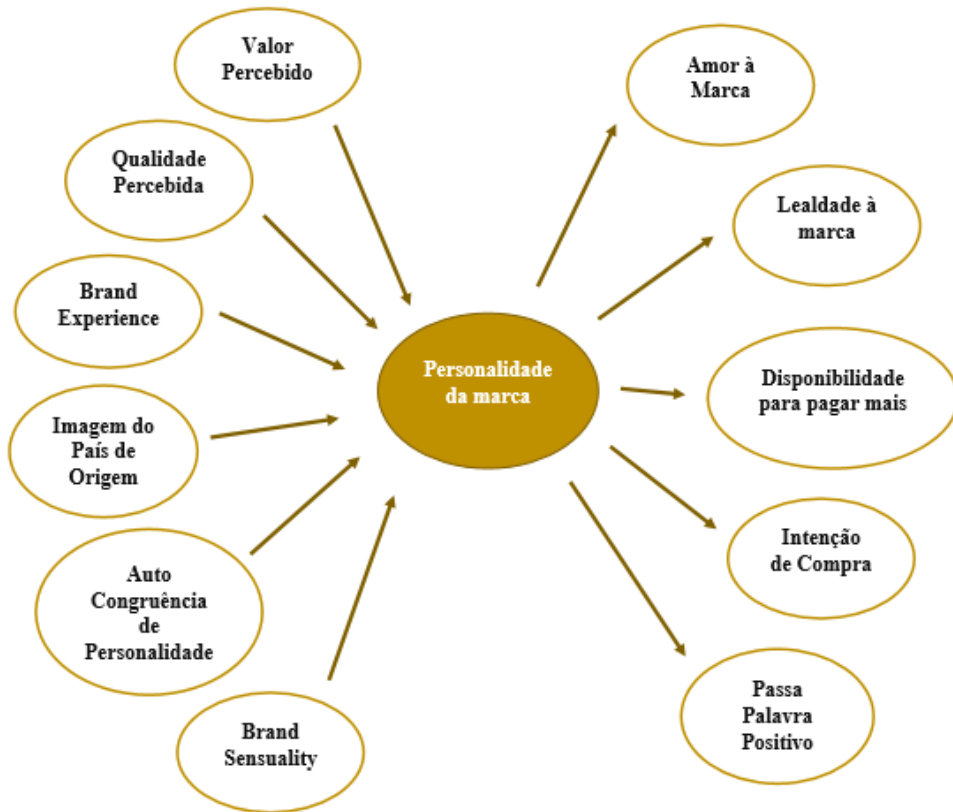 Valor
Percebido
Qualidade
Percebida
Brand
Experience
Imagem do
País de
Origem
Auto
Congruência
de
Personalidade
Brand
Sensuality
Personalidade
da marca
Amor à
Marca
Lealdade à
marca
Disponibilidade
para pagar mais
Intenção
de Compra
Passa
Palavra
Positivo